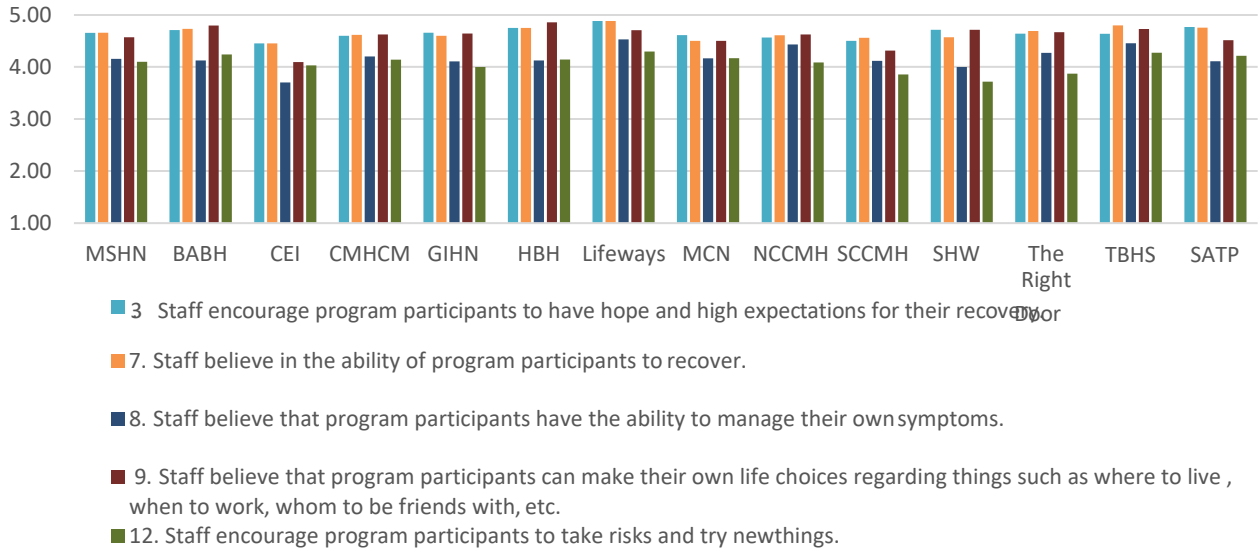 5.00
4.00
3.00
2.00
1.00
MSHN BABH CEI CMHCM GIHN HBH Lifeways MCN NCCMH SCCMH SHW The Right Door TBHS SATP
3 Staff encourage program participants to have hope and high expectations for their recovery.
7. Staff believe in the ability of program participants to recover.
8. Staff believe that program participants have the ability to manage their own symptoms.
9. Staff believe that program participants can make their own life choices regarding things such as where to live ,
when to work, whom to be friends with, etc.
12. Staff encourage program participants to take risks and try newthings.